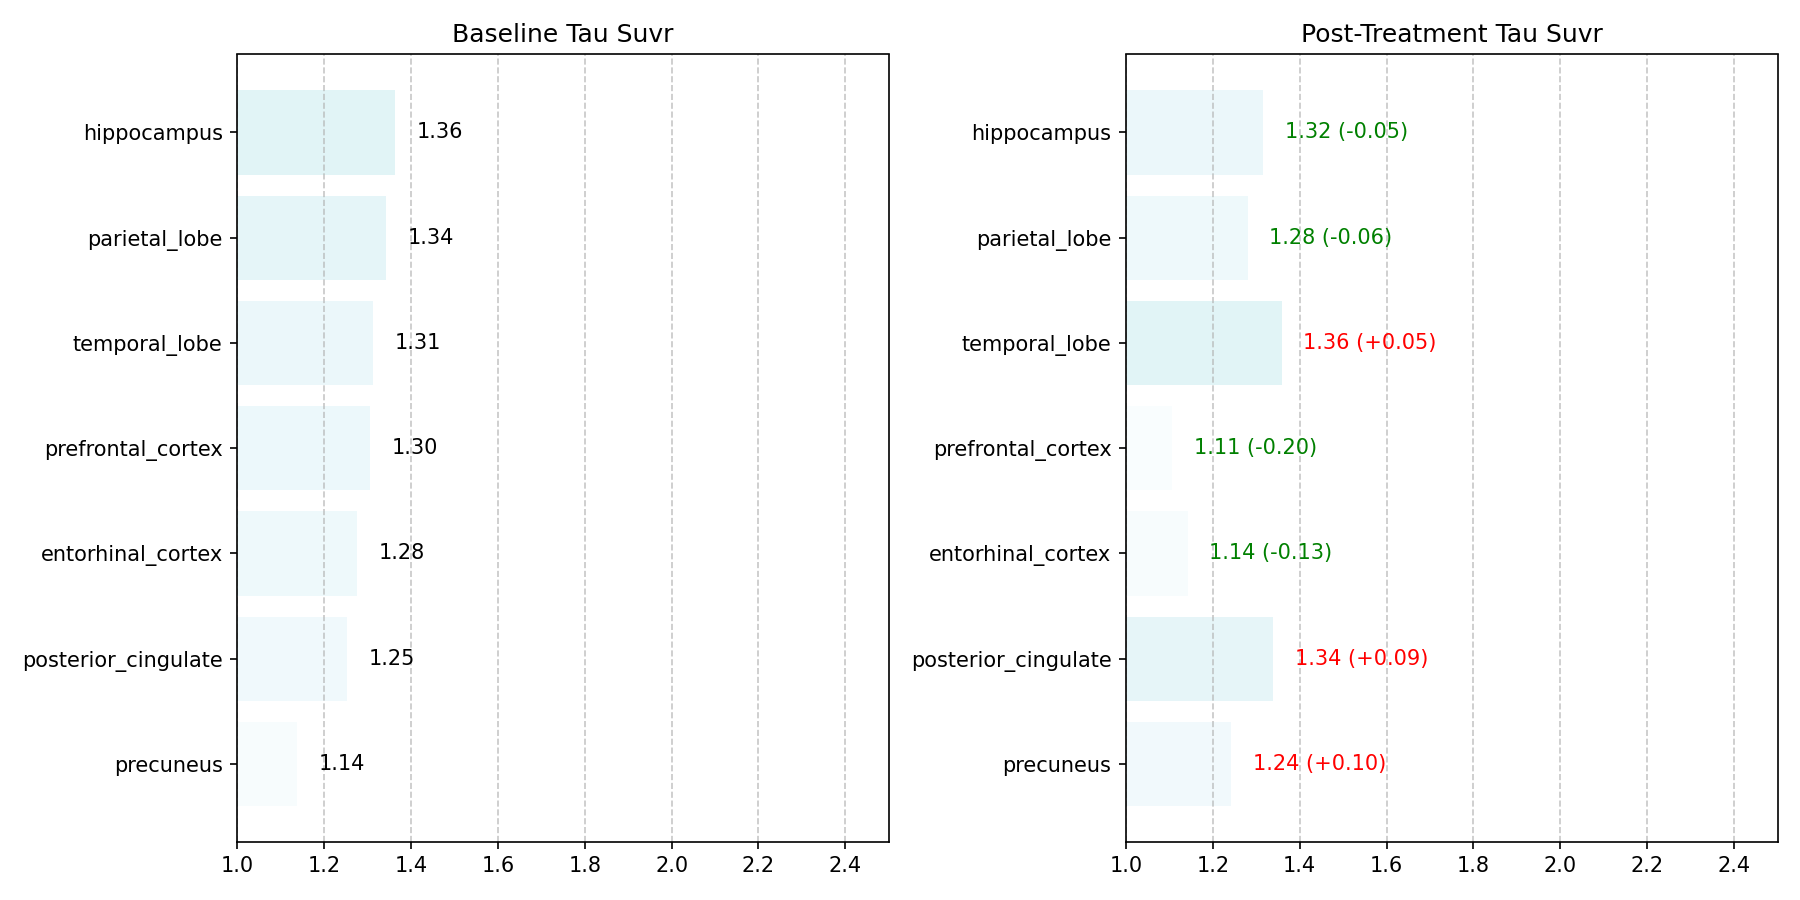 Baseline Tau Suvr
hippocampus
1.36
parietal_lobe
1.34
temporal_lobe
1.31
prefrontal_cortex
1.30
entorhinal_cortex
1.28
posterior_cingulate
1.25
precuneus
1.14
1.0 1.2 1.4 1.6 1.8 2.0 2.2 2.4
Post-Treatment Tau Suvr
hippocampus
1.32 (-0.05)
parietal_lobe
1.28 (-0.06)
temporal_lobe
1.36 (+0.05)
prefrontal_cortex
1.11 (-0.20)
entorhinal_cortex
1.14 (-0.13)
posterior_cingulate
1.34 (+0.09)
precuneus
1.24 (+0.10)
1.0 1.2 1.4 1.6 1.8 2.0 2.2 2.4